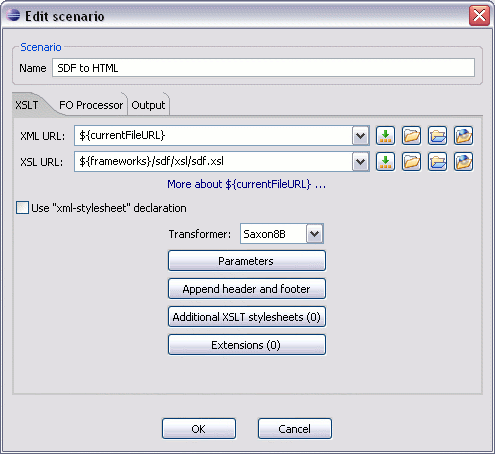 Edit scenario
Scenario
Name SDF to HTML
XSLT FO Processor Output
XML URL: ${currentFileURL}
XSL URL: ${frameworks}/sdf/xsl/sdf.xsl
More about ${currentFileURL} ...
Use "xml-stylesheet" declaration
Transformer: Saxon8B
Parameters
Append header and footer
Additional XSLT stylesheets (0)
Extensions (0)
OK Cancel